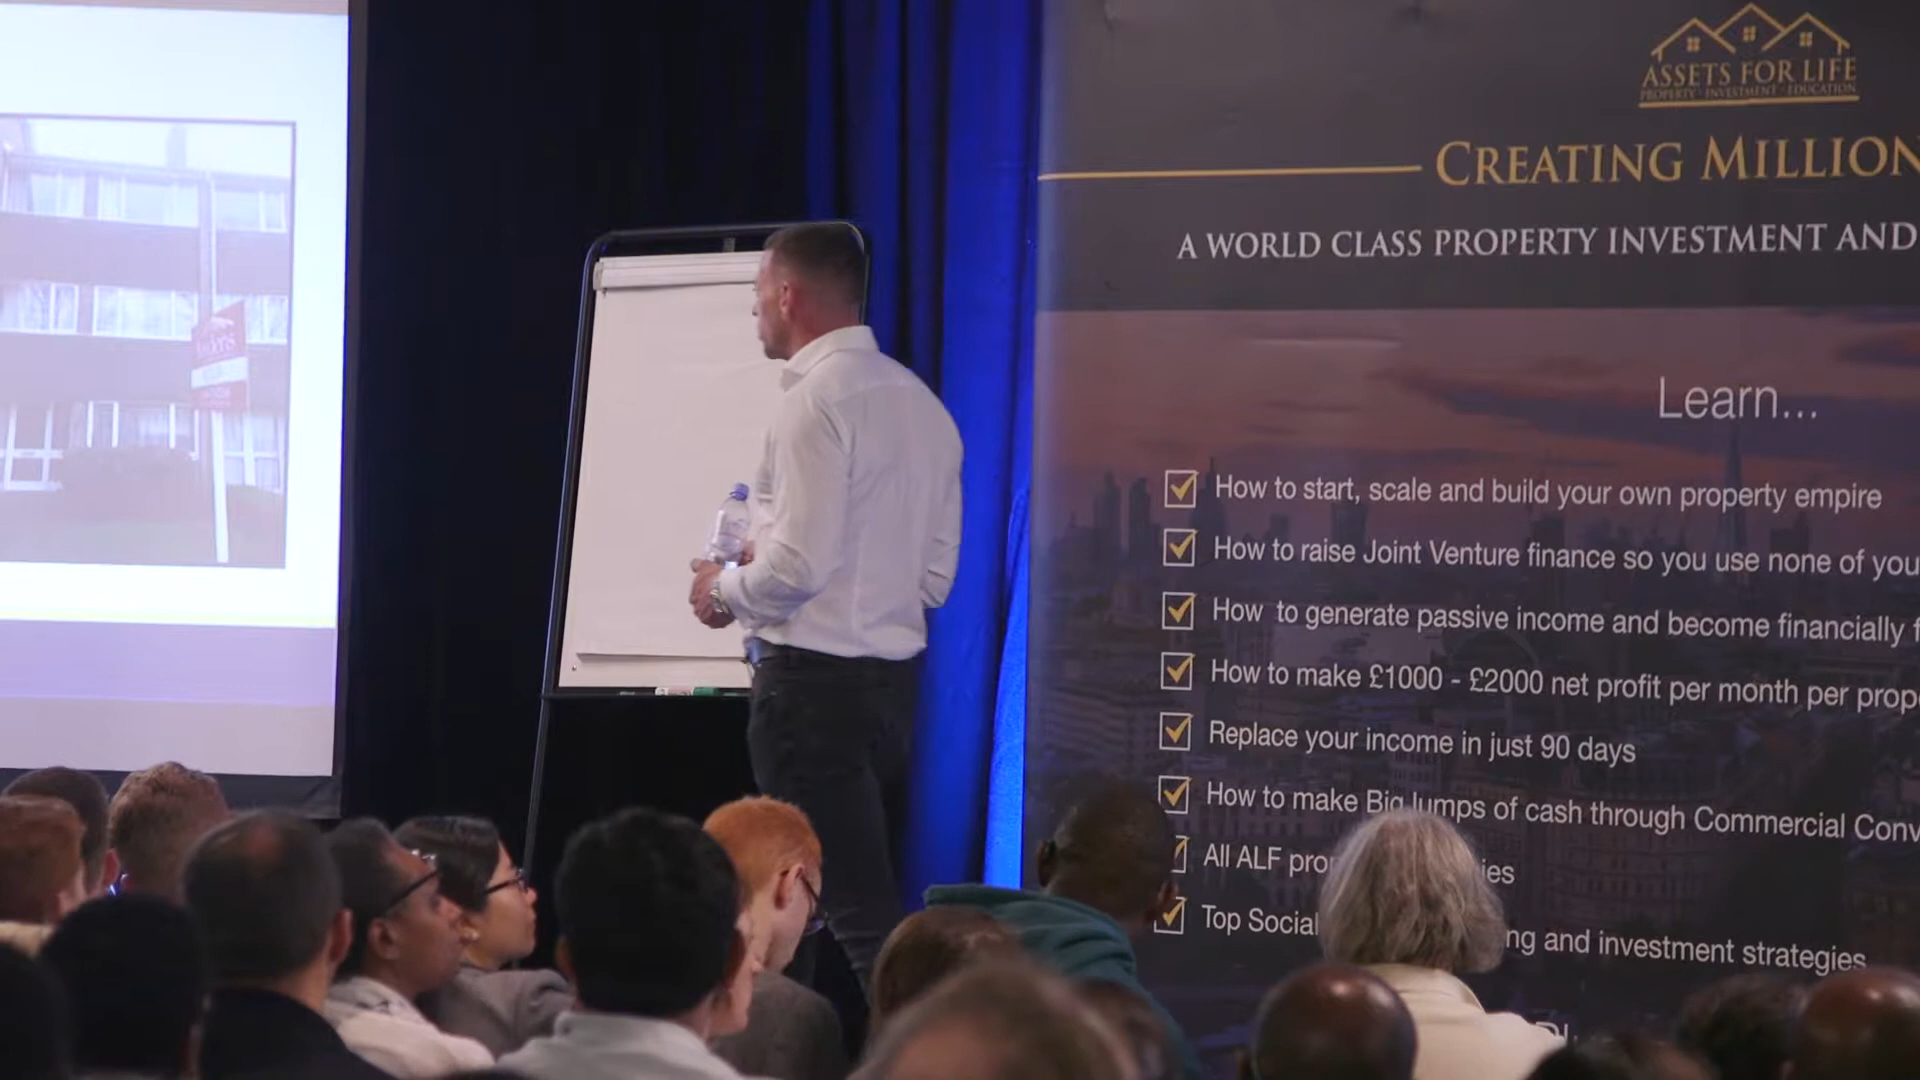 ASSETS FOR LIFE
PROPERTY · INVESTMENT · EDUCATION
CREATING MILLION
A WORLD CLASS PROPERTY INVESTMENT AND
Learn...
How to start, scale and build your own property empire
How to raise Joint Venture finance so you use none of you
How to generate passive income and become financially f
How to make £1000 - £2000 net profit per month per prop
Replace your income in just 90 days
How to make Big lumps of cash through Commercial Conv
All ALF pro ies
Top Social ng and investment strategies